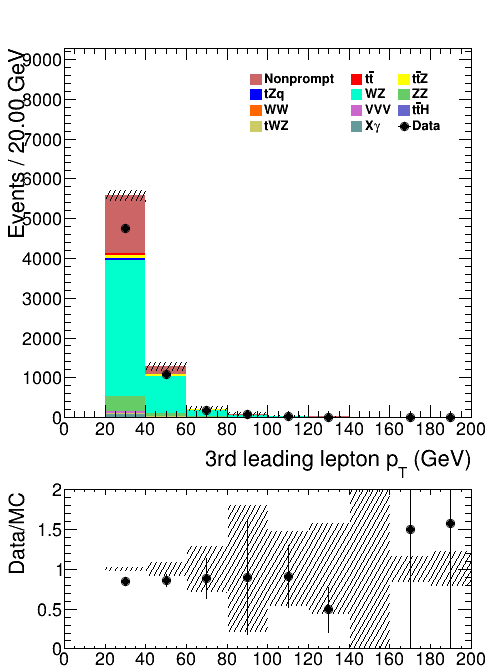 Events / 20.00 GeV
9000
8000
7000
6000
5000
4000
3000
2000
1000
0
Nonprompt tt̄ tt̄Z
tZq WZ ZZ
WW VVV tt̄H
tWZ Xγ Data
0 20 40 60 80 100 120 140 160 180 200
3rd leading lepton p_T (GeV)
Data/MC
2
1.5
1
0.5
0
0 20 40 60 80 100 120 140 160 180 200